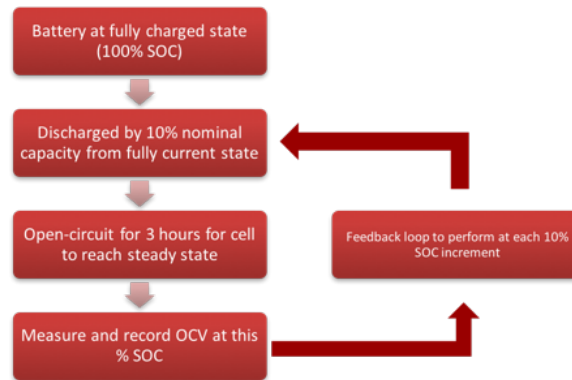 Battery at fully charged state
(100% SOC)
Discharged by 10% nominal
capacity from fully current state
Open-circuit for 3 hours for cell
to reach steady state
Measure and record OCV at this
% SOC
Feedback loop to perform at each 10%
SOC increment